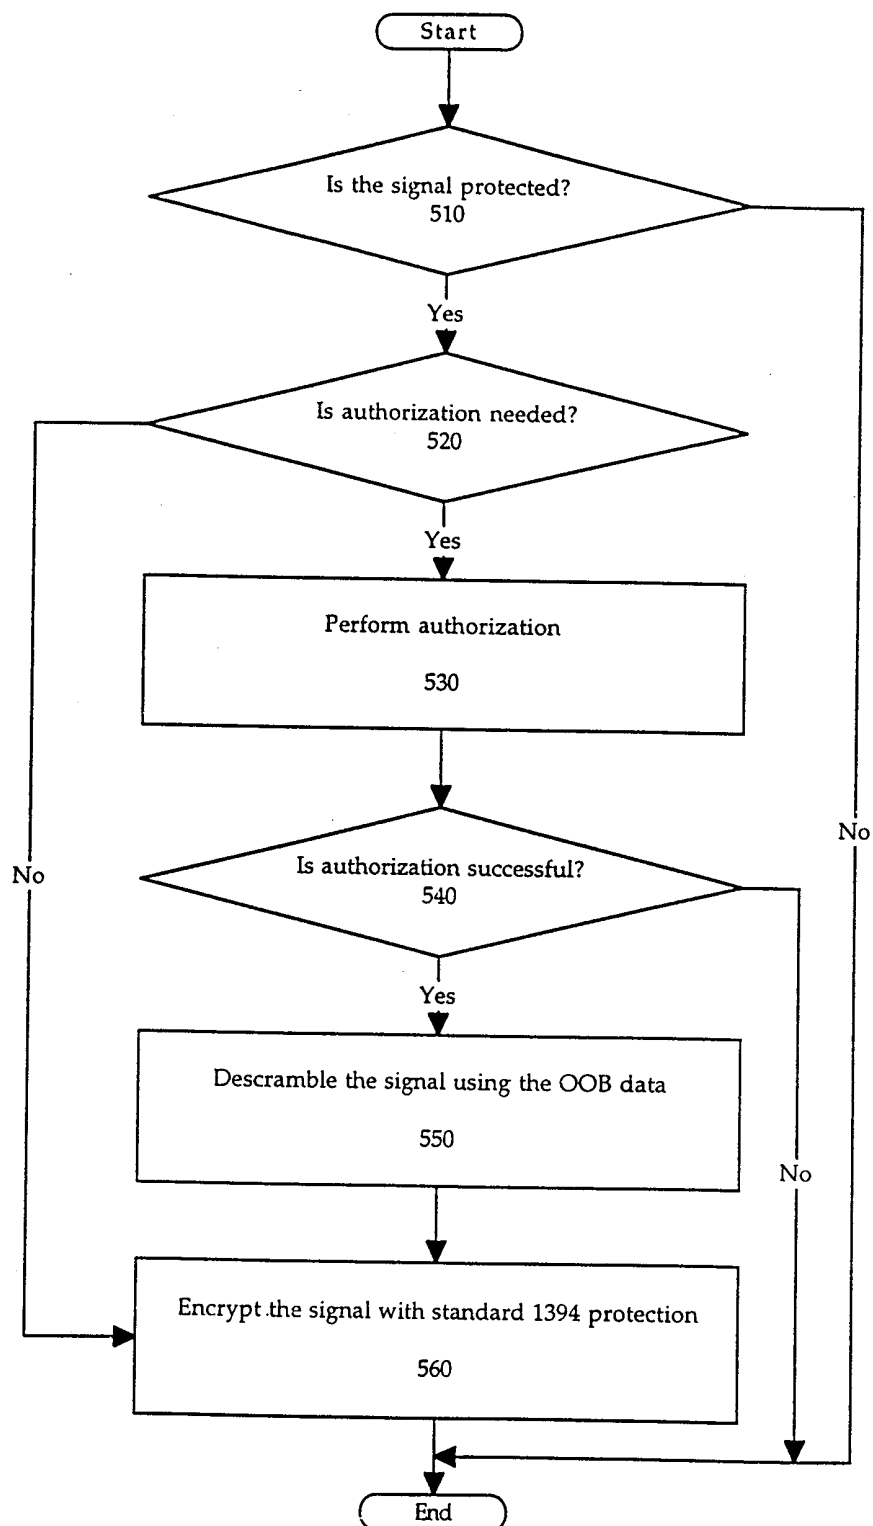 Start
Is the signal protected?
510
Yes
Is authorization needed?
520
Yes
Perform authorization
530
No
Is authorization successful?
540
No
Yes
Descramble the signal using the OOB data
550
No
Encrypt the signal with standard 1394 protection
560
End